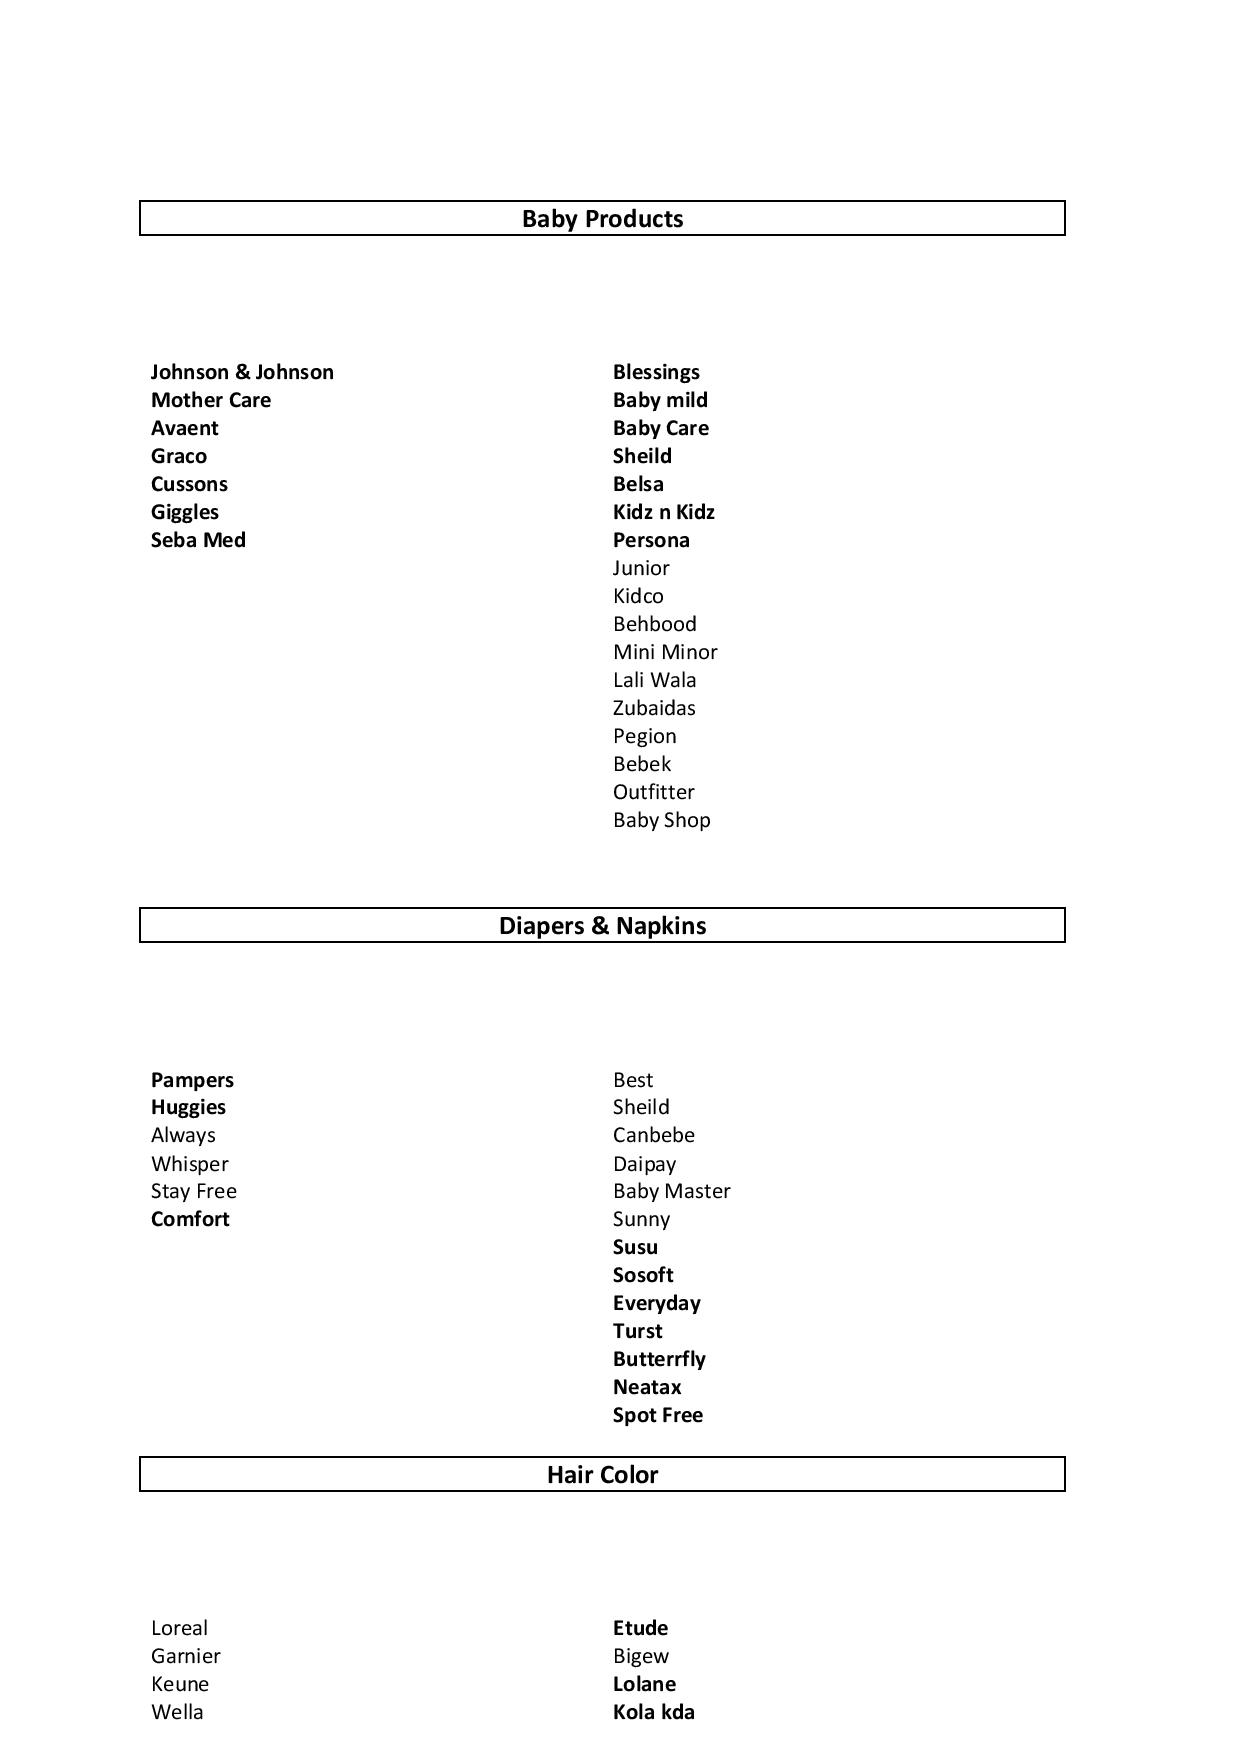 Baby Products
Johnson & Johnson Blessings
Mother Care Baby mild
Avaent Baby Care
Graco Sheild
Cussons Belsa
Giggles Kidz n Kidz
Seba Med Persona
Junior
Kidco
Behbood
Mini Minor
Lali Wala
Zubaidas
Pegion
Bebek
Outfitter
Baby Shop
Diapers & Napkins
Pampers Best
Huggies Sheild
Always Canbebe
Whisper Daipay
Stay Free Baby Master
Comfort Sunny
Susu
Sosoft
Everyday
Turst
Butterrfly
Neatax
Spot Free
Hair Color
Loreal Etude
Garnier Bigew
Keune Lolane
Wella Kola kda